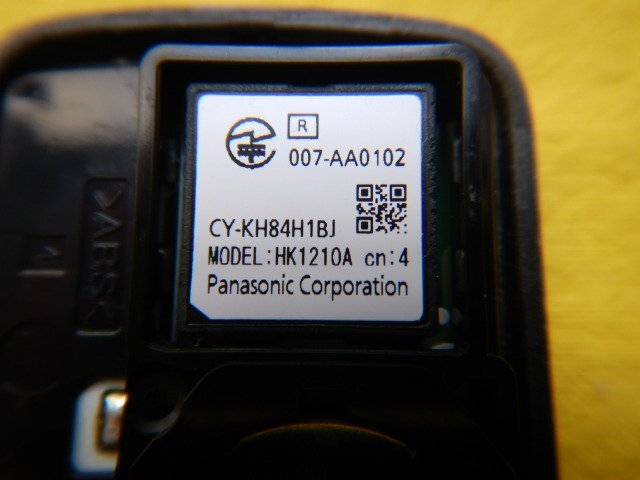 R
007-AA0102
CY-KH84H1BJ
MODEL:HK1210A cn:4
Panasonic Corporation
>ABS<